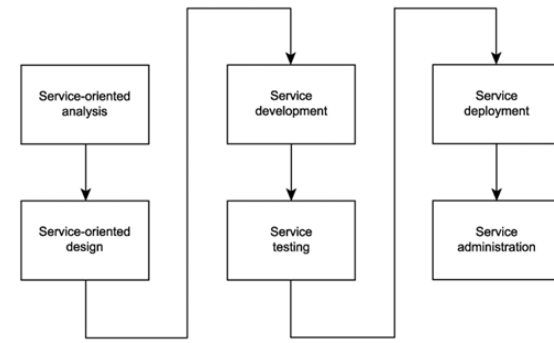 Service-oriented
analysis
Service-oriented
design
Service
development
Service
testing
Service
deployment
Service
administration